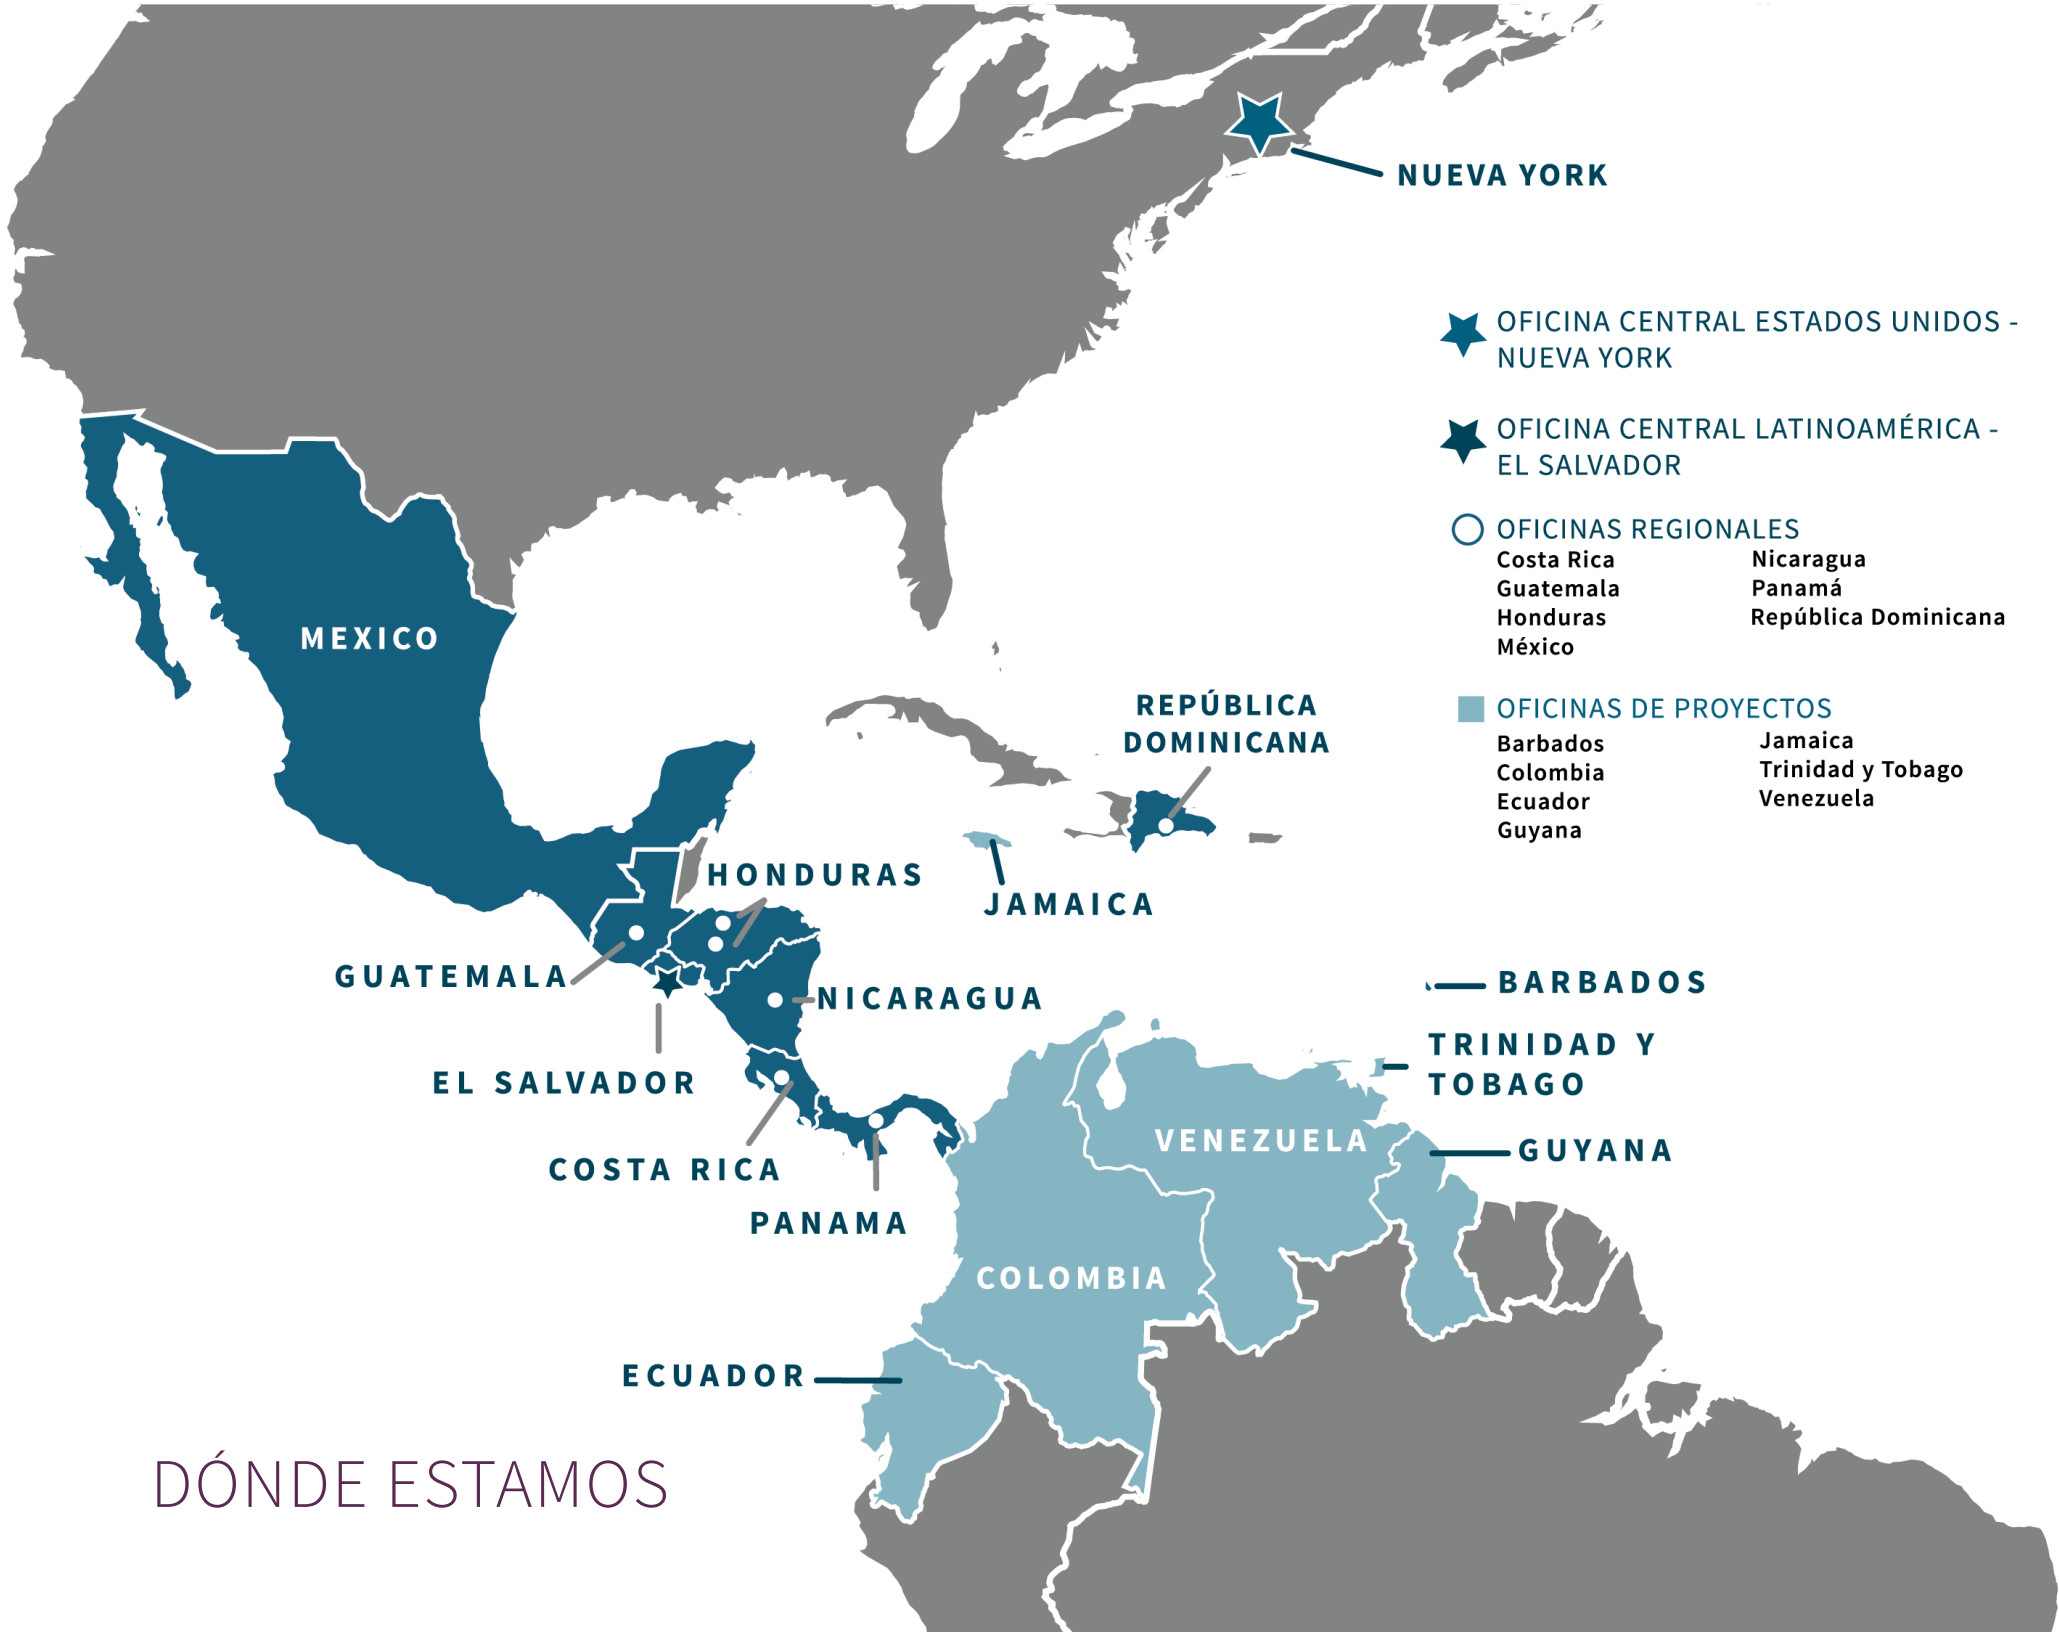 NUEVA YORK
OFICINA CENTRAL ESTADOS UNIDOS -
NUEVA YORK
OFICINA CENTRAL LATINOAMÉRICA -
EL SALVADOR
OFICINAS REGIONALES
Costa Rica
Guatemala
Honduras
México
Nicaragua
Panamá
República Dominicana
OFICINAS DE PROYECTOS
Barbados
Colombia
Ecuador
Guyana
Jamaica
Trinidad y Tobago
Venezuela
MEXICO
REPÚBLICA
DOMINICANA
HONDURAS
JAMAICA
GUATEMALA
NICARAGUA
BARBADOS
TRINIDAD Y
TOBAGO
EL SALVADOR
VENEZUELA
GUYANA
COSTA RICA
PANAMA
COLOMBIA
ECUADOR
DÓNDE ESTAMOS